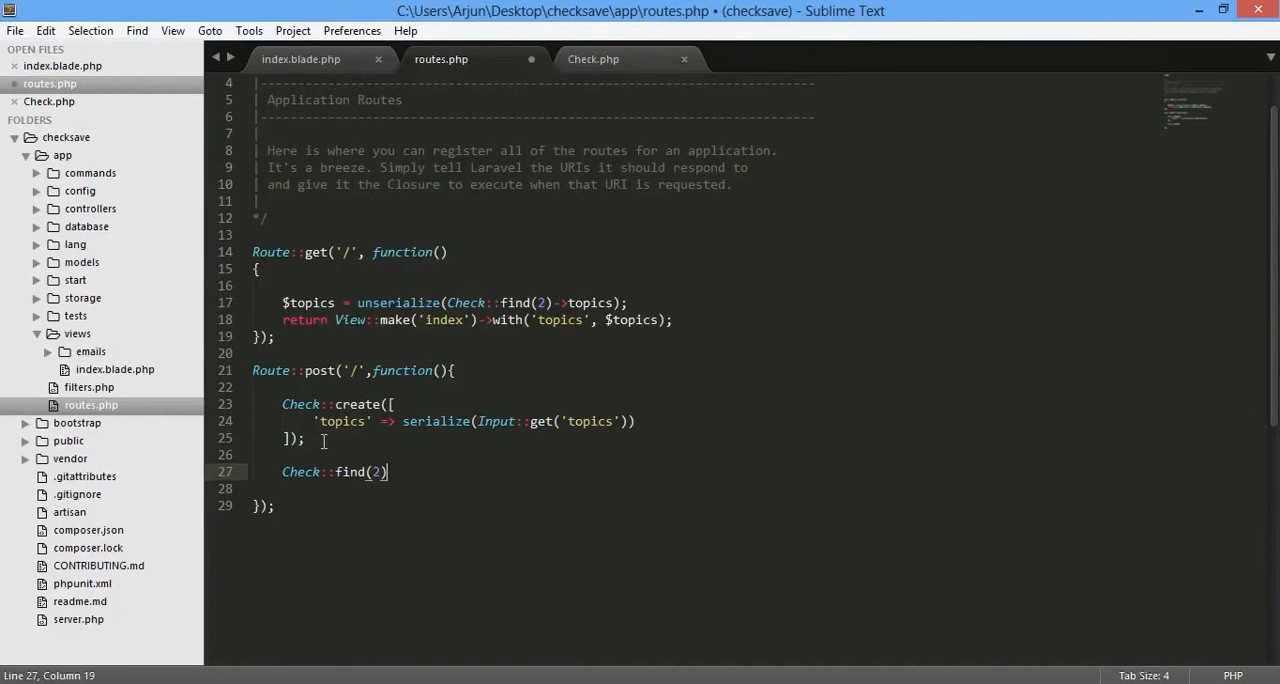 C:\Users\Arjun\Desktop\checksave\app\routes.php • (checksave) - Sublime Text
File Edit Selection Find View Goto Tools Project Preferences Help
OPEN FILES
index.blade.php
routes.php
Check.php
FOLDERS
checksave
app
commands
config
controllers
database
lang
models
start
storage
tests
views
emails
index.blade.php
filters.php
routes.php
bootstrap
public
vendor
.gitattributes
.gitignore
artisan
composer.json
composer.lock
CONTRIBUTING.md
phpunit.xml
readme.md
server.php
index.blade.php routes.php Check.php
4 |--------------------------------------------------------------------------
5 | Application Routes
6 |--------------------------------------------------------------------------
7 |
8 | Here is where you can register all of the routes for an application.
9 | It's a breeze. Simply tell Laravel the URIs it should respond to
10 | and give it the Closure to execute when that URI is requested.
11 |
12 */
13
14 Route::get('/', function()
15 {
16
17 $topics = unserialize(Check::find(2)->topics);
18 return View::make('index')->with('topics', $topics);
19 });
20
21 Route::post('/',function(){
22
23 Check::create([
24 'topics' => serialize(Input::get('topics'))
25 ]);
26
27 Check::find(2)
28
29 });
Line 27, Column 19 Tab Size: 4 PHP